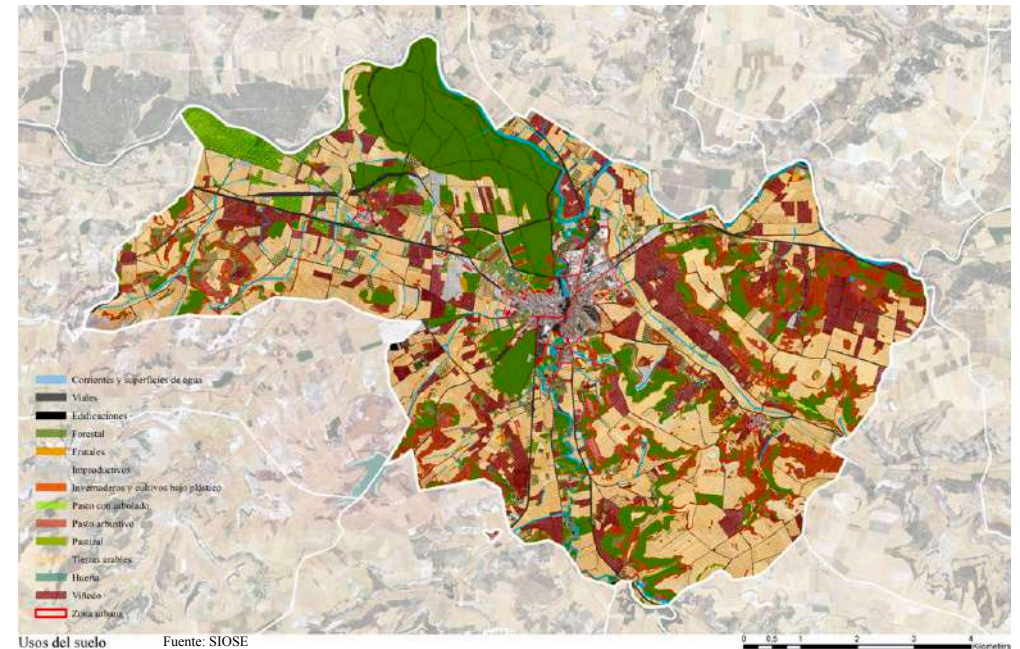 Corrientes y superficies de agua
Viales
Edificaciones
Forestal
Frutales
Improductivos
Invernaderos y cultivos bajo plástico
Pasto con arbolado
Pasto arbustivo
Pastizal
Tierras arables
Huerta
Viñedo
Zona urbana
Usos del suelo Fuente: SIOSE
0 0,5 1 2 3 4
Kilometers